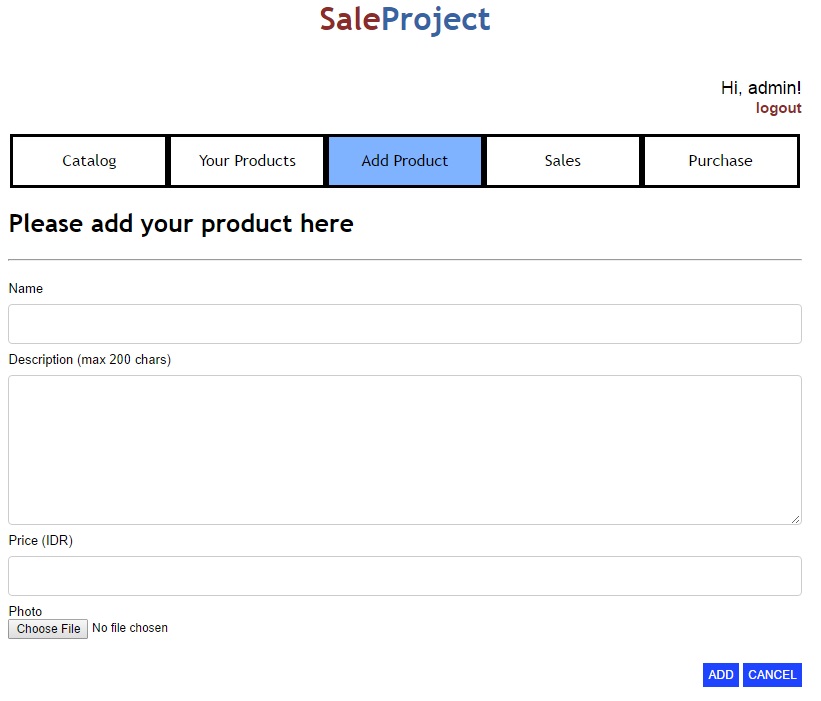 SaleProject
Hi, admin!
logout
Catalog Your Products Add Product Sales Purchase
Please add your product here
Name
Description (max 200 chars)
Price (IDR)
Photo
Choose File No file chosen
ADD CANCEL